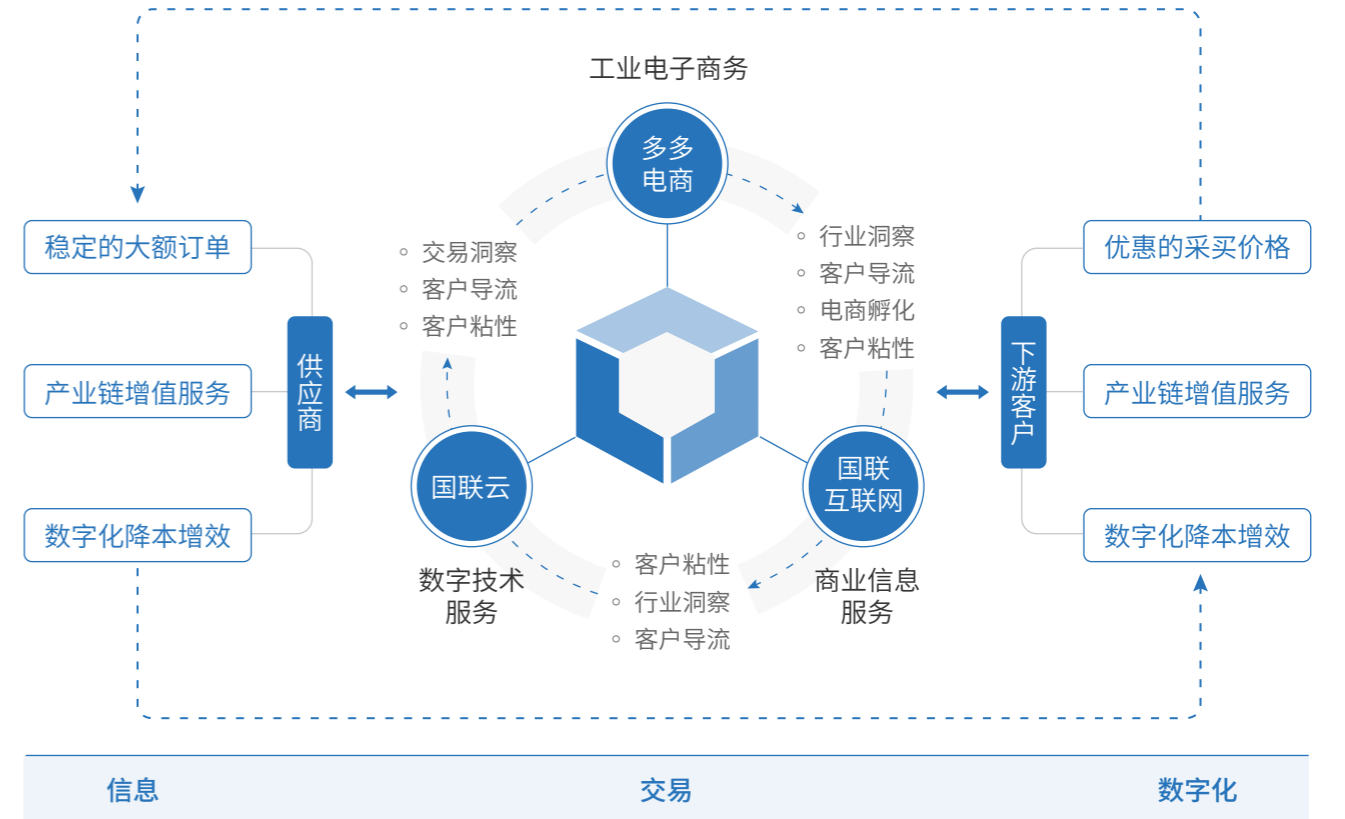 工业电子商务
多多
电商
稳定的大额订单
产业链增值服务
数字化降本增效
供应商
交易洞察
客户导流
客户粘性
行业洞察
客户导流
电商孵化
客户粘性
下游客户
优惠的采买价格
产业链增值服务
数字化降本增效
国联云
数字技术
服务
客户粘性
行业洞察
客户导流
国联
互联网
商业信息
服务
信息
交易
数字化